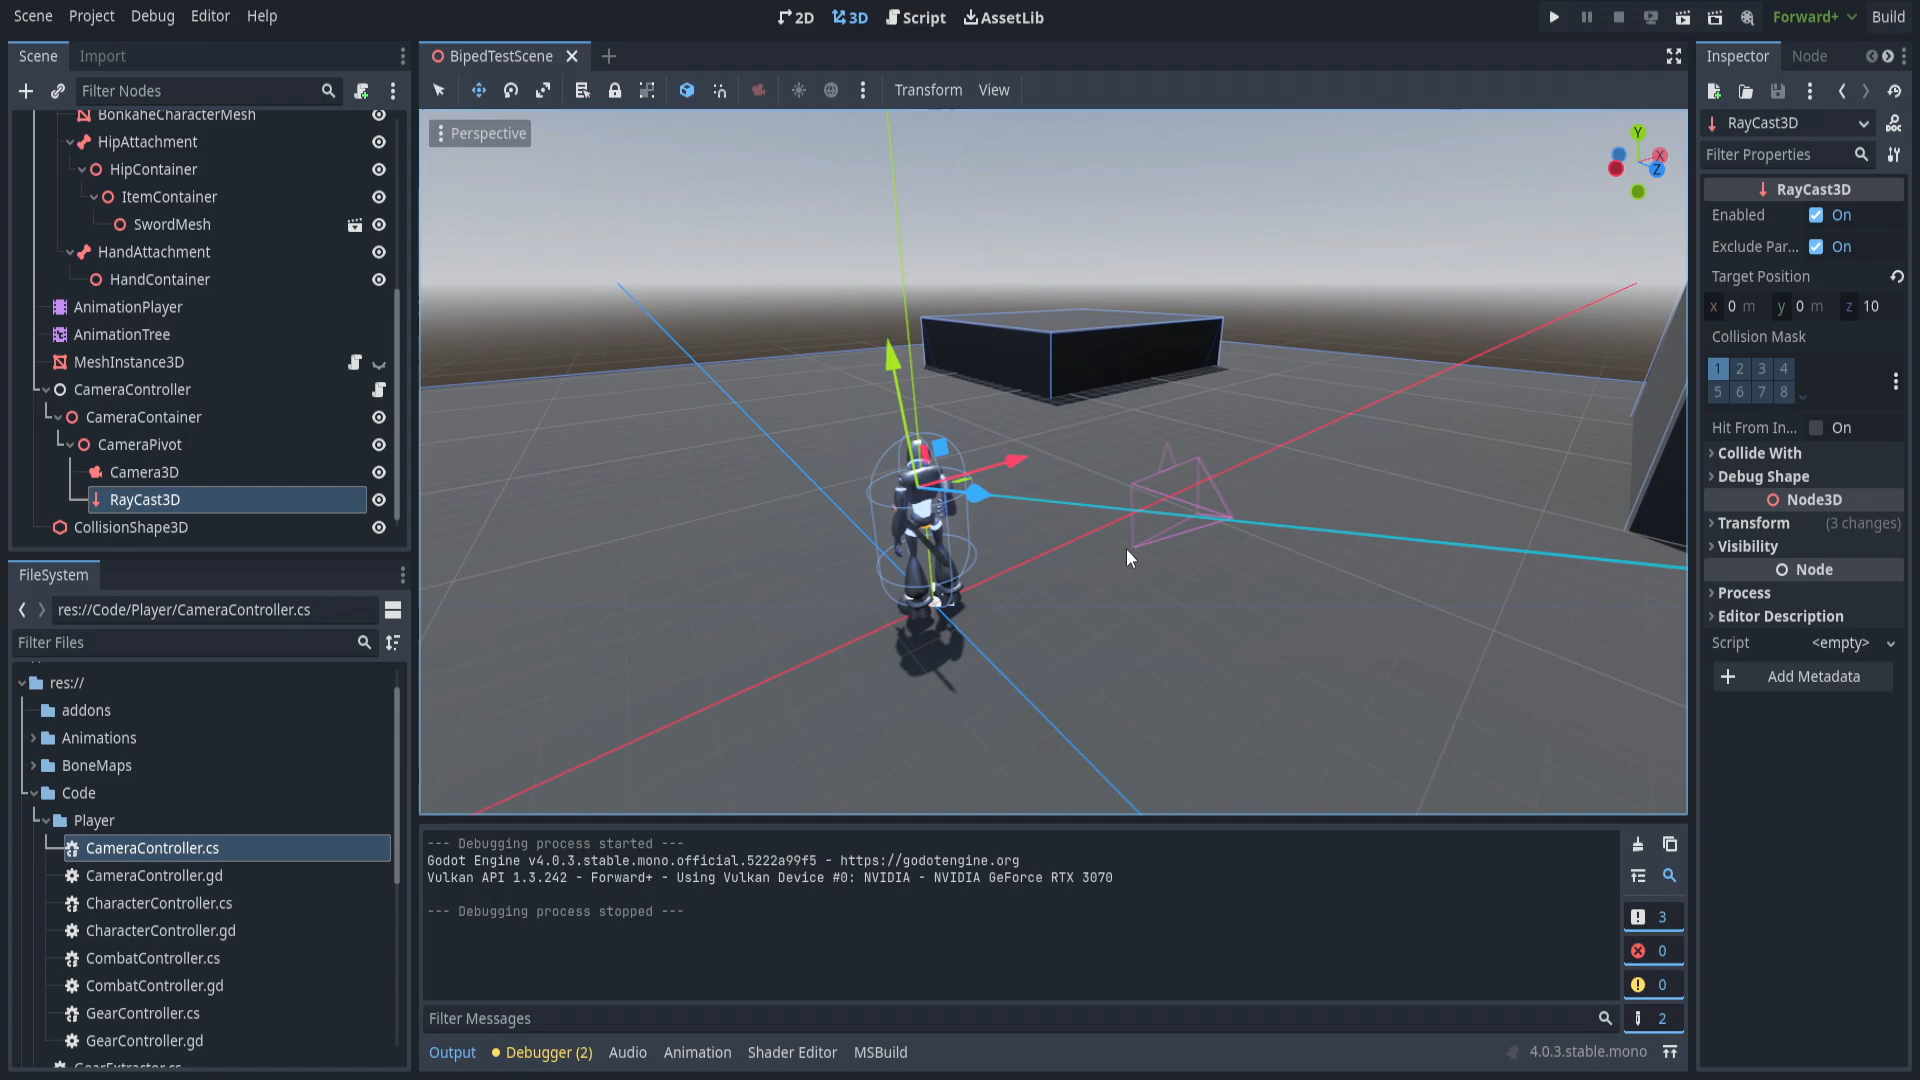 Scene Project Debug Editor Help
2D 3D Script AssetLib
Forward+ Build
Scene Import
Filter Nodes
BonkaheCharacterMesh
HipAttachment
HipContainer
ItemContainer
SwordMesh
HandAttachment
HandContainer
AnimationPlayer
AnimationTree
MeshInstance3D
CameraController
CameraContainer
CameraPivot
Camera3D
RayCast3D
CollisionShape3D
FileSystem
res://Code/Player/CameraController.cs
Filter Files
res://
addons
Animations
BoneMaps
Code
Player
CameraController.cs
CameraController.gd
CharacterController.cs
CharacterController.gd
CombatController.cs
CombatController.gd
GearController.cs
GearController.gd
GearExtractor.cs
BipedTestScene
Transform View
Perspective
Y
X
Z
--- Debugging process started ---
Godot Engine v4.0.3.stable.mono.official.5222a99f5 - https://godotengine.org
Vulkan API 1.3.242 - Forward+ - Using Vulkan Device #0: NVIDIA - NVIDIA GeForce RTX 3070
--- Debugging process stopped ---
3
0
0
2
Filter Messages
Output Debugger (2) Audio Animation Shader Editor MSBuild
4.0.3.stable.mono
Inspector Node
RayCast3D
Filter Properties
RayCast3D
Enabled On
Exclude Par... On
Target Position
x 0 m y 0 m z 10
Collision Mask
1 2 3 4
5 6 7 8
Hit From In... On
Collide With
Debug Shape
Node3D
Transform (3 changes)
Visibility
Node
Process
Editor Description
Script <empty>
Add Metadata